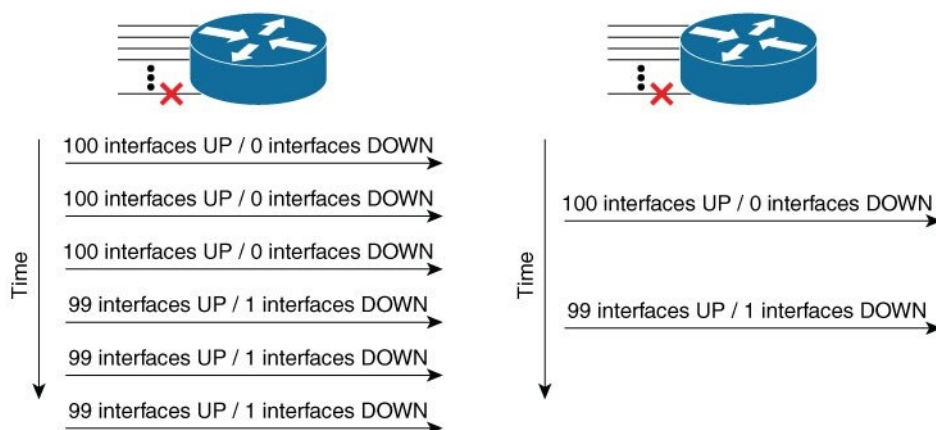 100 interfaces UP / 0 interfaces DOWN
100 interfaces UP / 0 interfaces DOWN
100 interfaces UP / 0 interfaces DOWN
99 interfaces UP / 1 interfaces DOWN
99 interfaces UP / 1 interfaces DOWN
99 interfaces UP / 1 interfaces DOWN
Time
100 interfaces UP / 0 interfaces DOWN
99 interfaces UP / 1 interfaces DOWN
Time